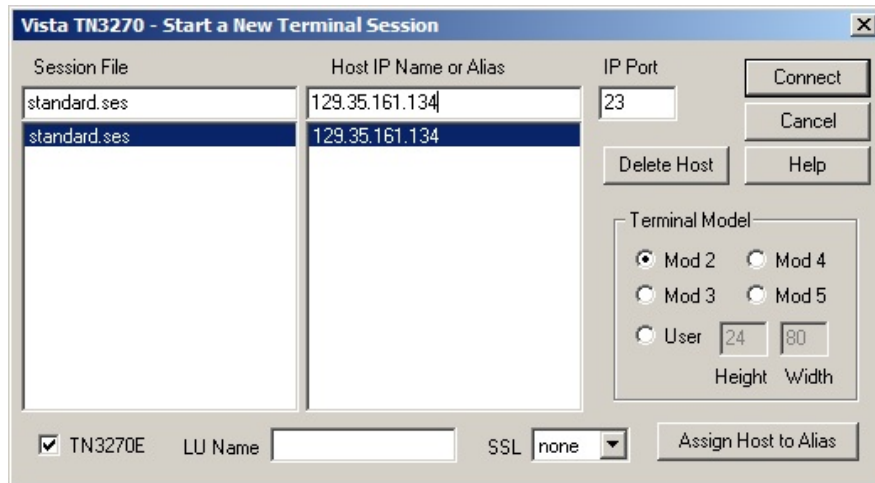 Vista TN3270 - Start a New Terminal Session
Session File
Host IP Name or Alias
IP Port
Connect
standard.ses
129.35.161.134
23
Cancel
standard.ses
129.35.161.134
Delete Host
Help
Terminal Model
Mod 2
Mod 4
Mod 3
Mod 5
User
24
80
Height
Width
TN3270E
LU Name
SSL
none
Assign Host to Alias